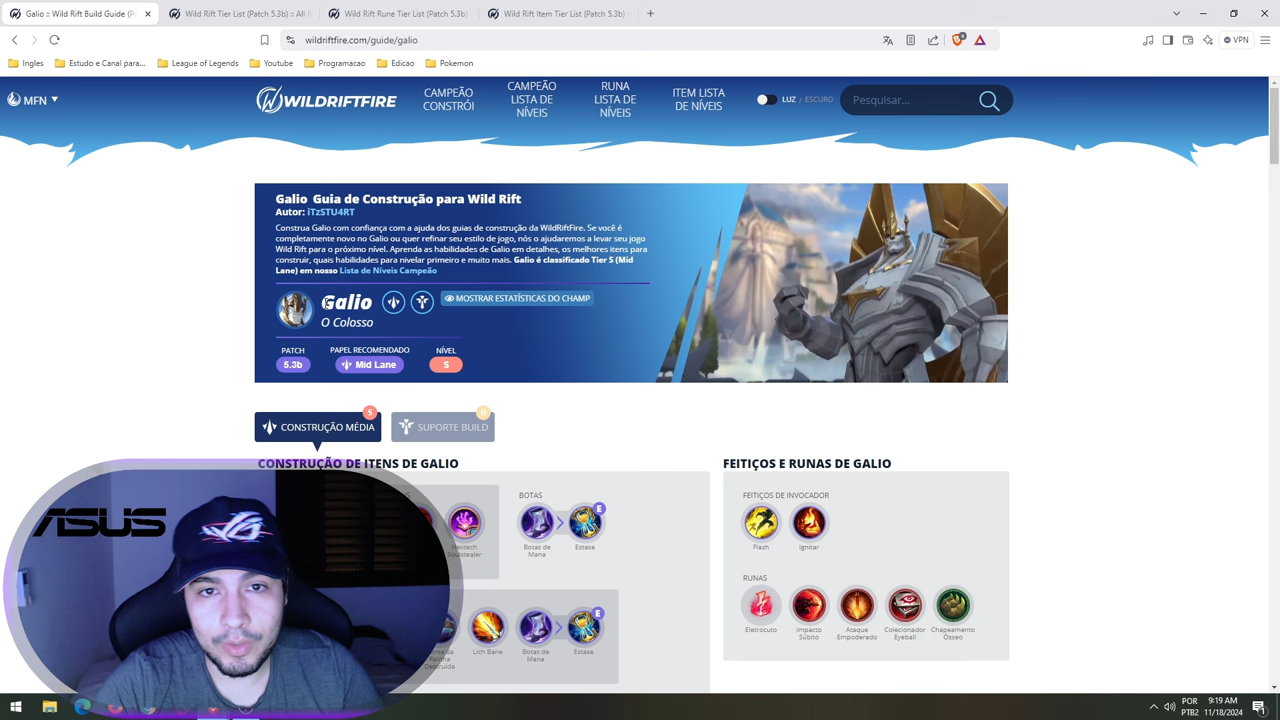 Galio :: Wild Rift Build Guide (P
Wild Rift Tier List (Patch 5.3b) :: All R
Wild Rift Rune Tier List (Patch 5.3b)
Wild Rift Item Tier List (Patch 5.3b)
wildriftfire.com/guide/galio
VPN
Ingles
Estudo e Canal para...
League of Legends
Youtube
Programacao
Edicao
Pokemon
MFN
WILDRIFTFIRE
CAMPEÃO
CONSTRÓI
CAMPEÃO
LISTA DE
NÍVEIS
RUNA
LISTA DE
NÍVEIS
ITEM LISTA
DE NÍVEIS
LUZ / ESCURO
Pesquisar...
Galio Guia de Construção para Wild Rift
Autor: iTzSTU4RT
Construa Galio com confiança com a ajuda dos guias de construção da WildRiftFire. Se você é
completamente novo no Galio ou quer refinar seu estilo de jogo, nós o ajudaremos a levar seu jogo
Wild Rift para o próximo nível. Aprenda as habilidades de Galio em detalhes, os melhores itens para
construir, quais habilidades para nivelar primeiro e muito mais. Galio é classificado Tier S (Mid
Lane) em nosso Lista de Níveis Campeão
Galio
MOSTRAR ESTATÍSTICAS DO CHAMP
O Colosso
PATCH
PAPEL RECOMENDADO
NÍVEL
5.3b
Mid Lane
S
CONSTRUÇÃO MÉDIA
S
SUPORTE BUILD
CONSTRUÇÃO DE ITENS DE GALIO
FEITIÇOS E RUNAS DE GALIO
BOTAS
E
Hextech
Soulstealer
Botas de
Mana
Estase
FEITIÇOS DE INVOCADOR
Flash
Ignitar
RUNAS
Eletrocuto
Impacto
Súbito
Ataque
Empoderado
Colecionador
Eyeball
Chapeamento
Ósseo
E
Rainha
Destruída
Lich Bane
Botas de
Mana
Estase
ASUS
POR
PTB2
9:19 AM
11/18/2024
1